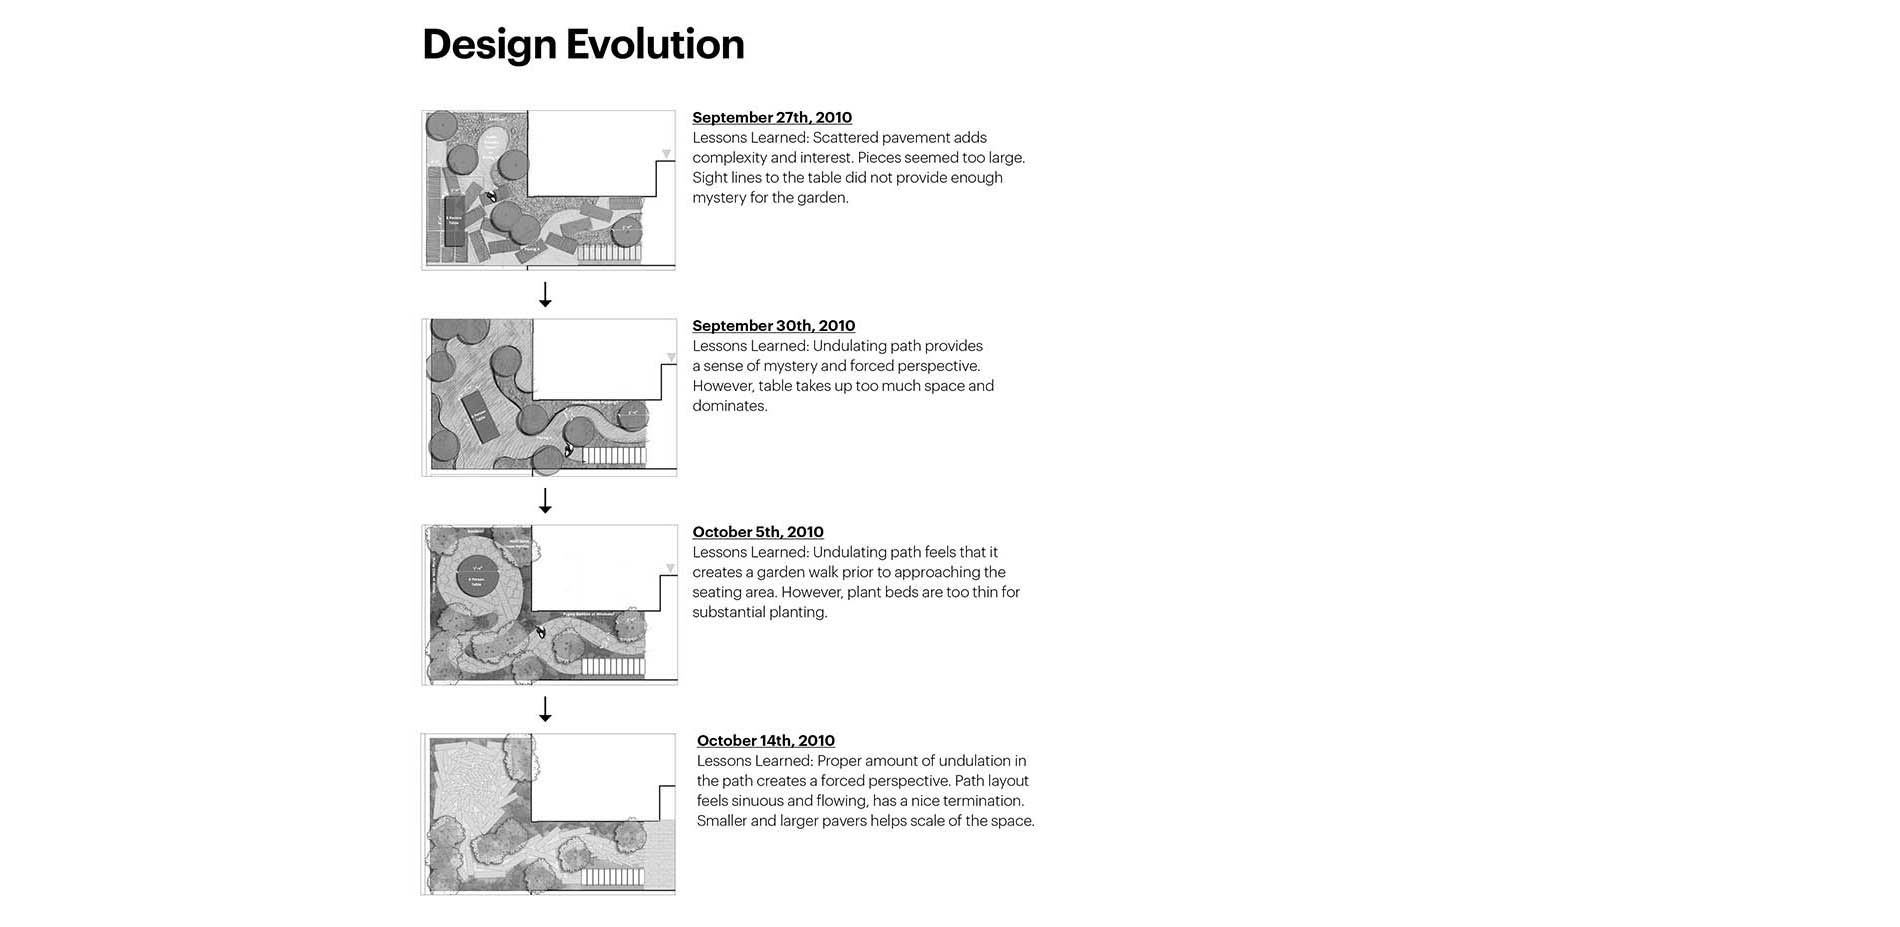 Design Evolution
September 27th, 2010
Lessons Learned: Scattered pavement adds
complexity and interest. Pieces seemed too large.
Sight lines to the table did not provide enough
mystery for the garden.
September 30th, 2010
Lessons Learned: Undulating path provides
a sense of mystery and forced perspective.
However, table takes up too much space and
dominates.
October 5th, 2010
Lessons Learned: Undulating path feels that it
creates a garden walk prior to approaching the
seating area. However, plant beds are too thin for
substantial planting.
October 14th, 2010
Lessons Learned: Proper amount of undulation in
the path creates a forced perspective. Path layout
feels sinuous and flowing, has a nice termination.
Smaller and larger pavers helps scale of the space.